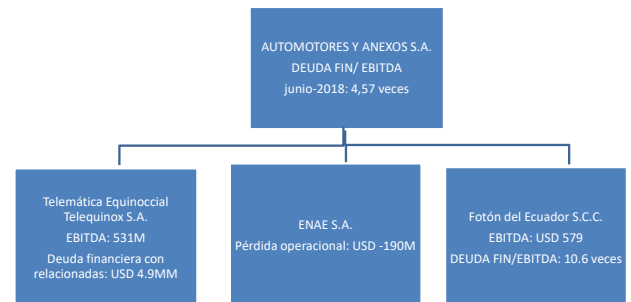 AUTOMOTORES Y ANEXOS S.A.
DEUDA FIN/ EBITDA
junio-2018: 4,57 veces
Telemática Equinoccial
Telequinox S.A.
EBITDA: 531M
Deuda financiera con
relacionadas: USD 4.9MM
ENAE S.A.
Pérdida operacional: USD -190M
Fotón del Ecuador S.C.C.
EBITDA: USD 579
DEUDA FIN/EBITDA: 10.6 veces